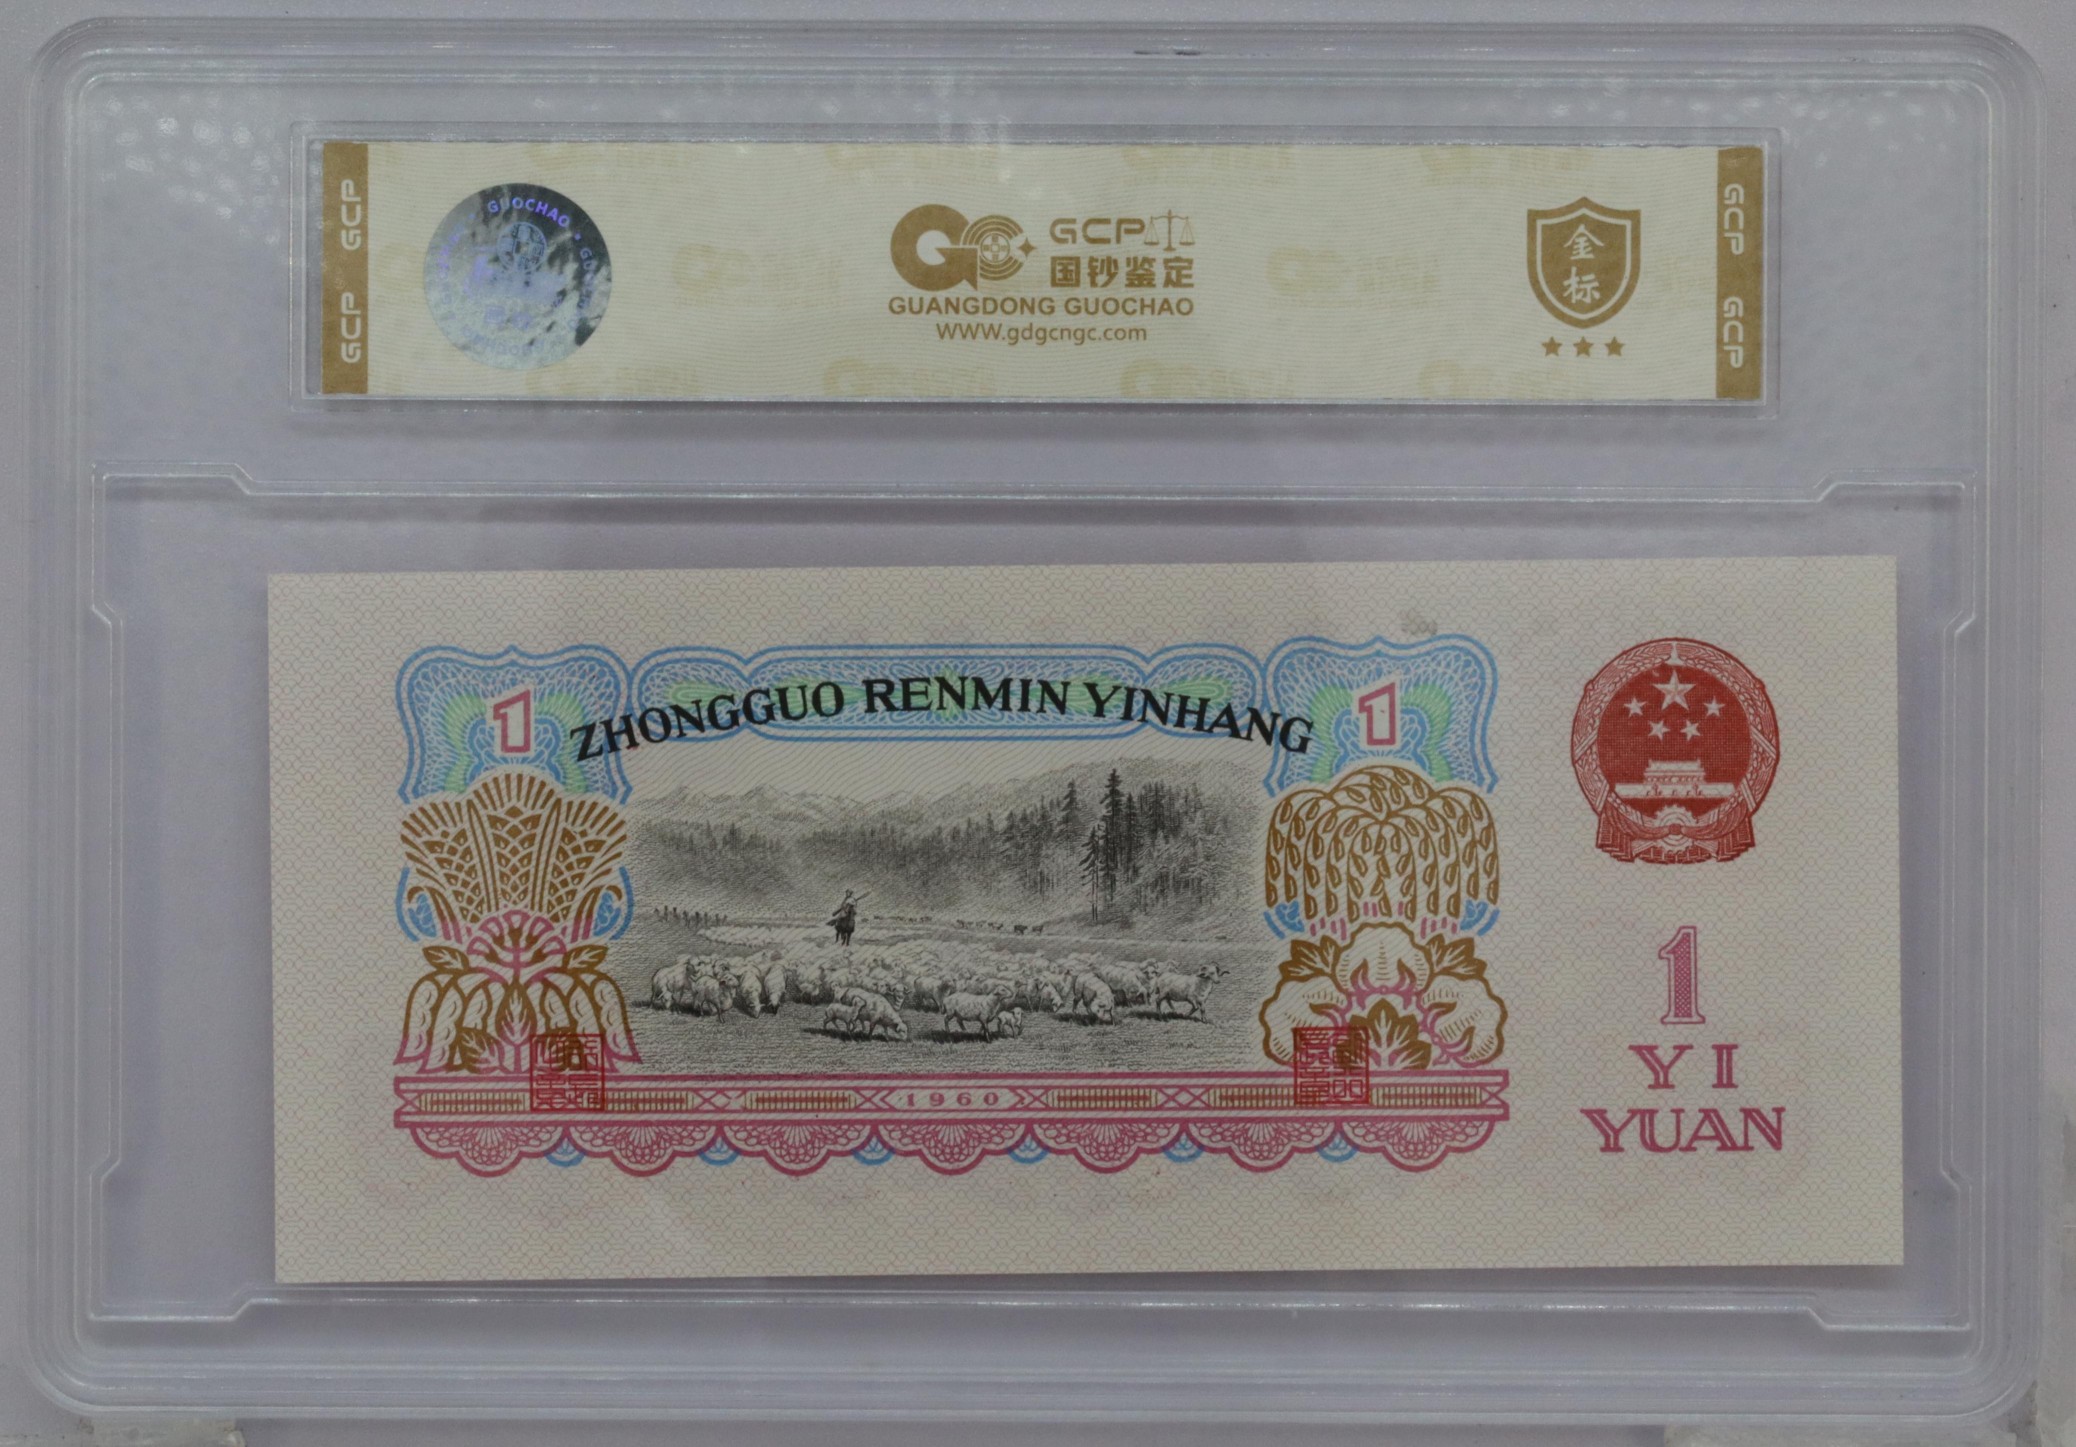 GCP GCP
GUOCHAO
GCP
国钞鉴定
GUANGDONG GUOCHAO
WWW.gdgcngc.com
金标
GCP GCP
1
ZHONGGUO RENMIN YINHANG
1
1960
1
YI
YUAN